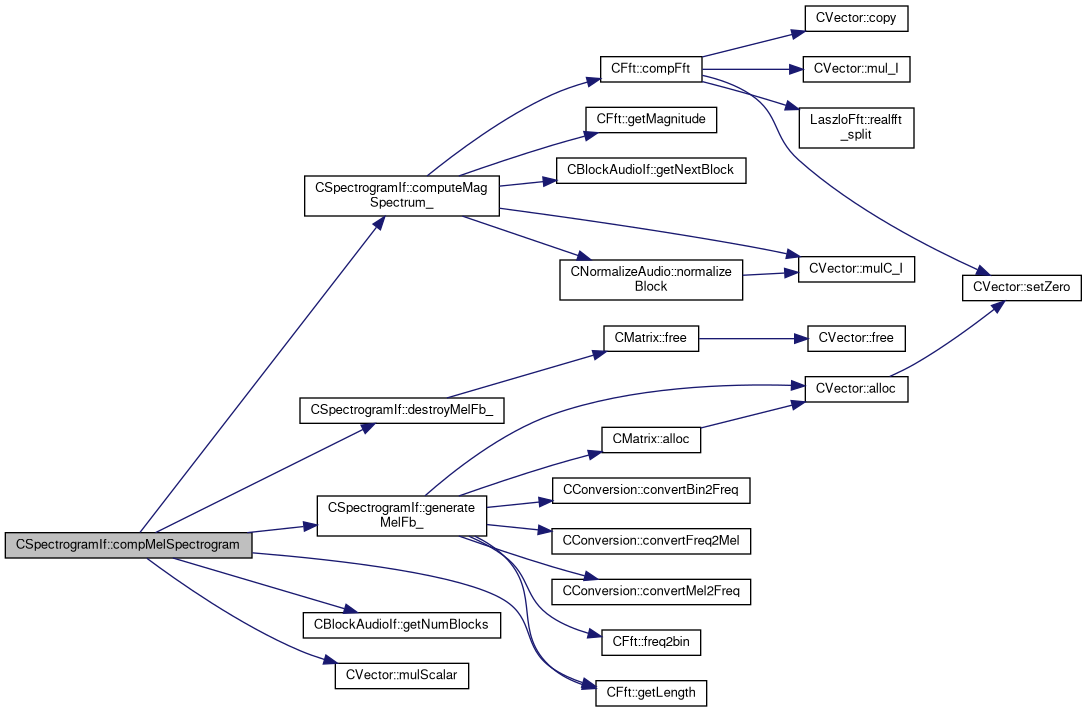 CVector::copy
CFft::compFft
CVector::mul_I
CFft::getMagnitude
LaszloFft::realfft
_split
CBlockAudioIf::getNextBlock
CSpectrogramIf::computeMag
Spectrum_
CVector::mulC_I
CNormalizeAudio::normalize
Block
CVector::setZero
CMatrix::free
CVector::free
CVector::alloc
CSpectrogramIf::destroyMelFb_
CMatrix::alloc
CConversion::convertBin2Freq
CSpectrogramIf::generate
MelFb_
CConversion::convertFreq2Mel
CSpectrogramIf::compMelSpectrogram
CConversion::convertMel2Freq
CBlockAudioIf::getNumBlocks
CFft::freq2bin
CVector::mulScalar
CFft::getLength